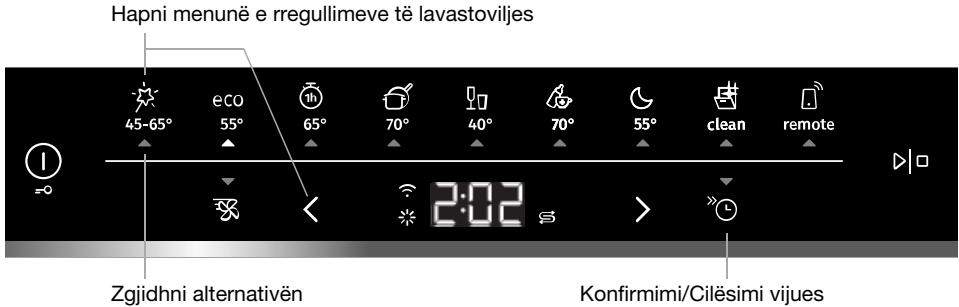 Hapni menunë e rregullimeve të lavastoviljes
eco 1h
45-65° 55° 65° 70° 40° 70° 55° clean remote
2:02
Zgjidhni alternativën Konfirmimi/Cilësimi vijues